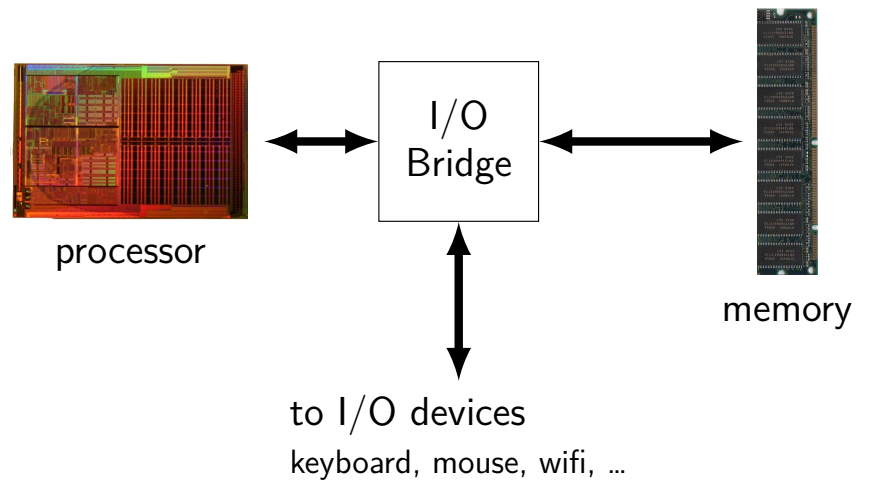 I/O
Bridge
processor
memory
to I/O devices
keyboard, mouse, wifi, …